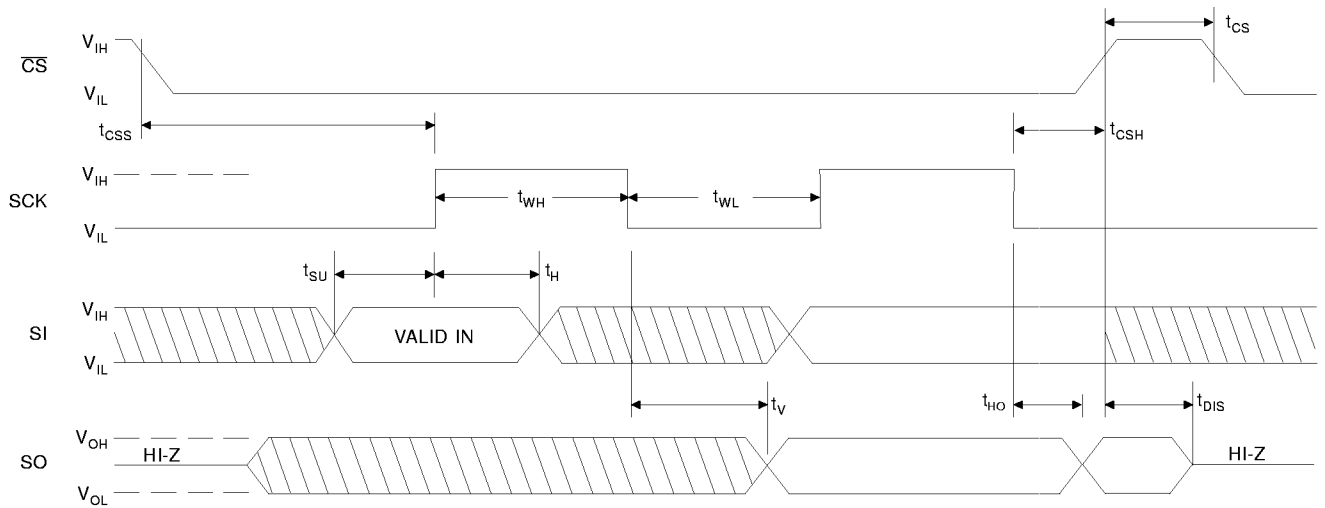 V_IH
t_CS
C̅S̅
V_IL
t_CSS
t_CSH
V_IH
SCK
t_WH
t_WL
V_IL
t_SU
t_H
V_IH
SI
VALID IN
V_IL
t_V
t_HO
t_DIS
V_OH
SO
HI-Z
HI-Z
V_OL